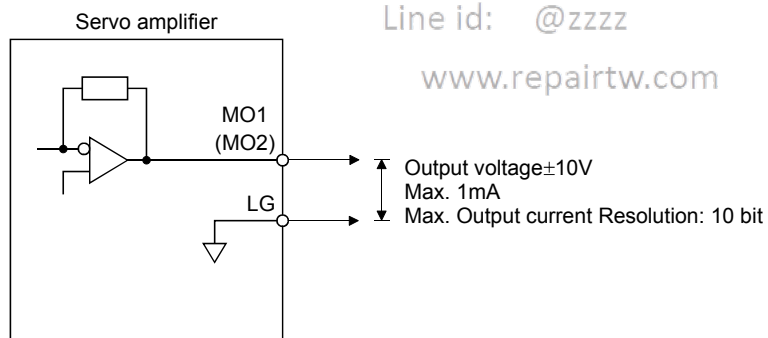 Servo amplifier
Line id: @zzzz
www.repairtw.com
MO1
(MO2)
LG
Output voltage±10V
Max. 1mA
Max. Output current Resolution: 10 bit